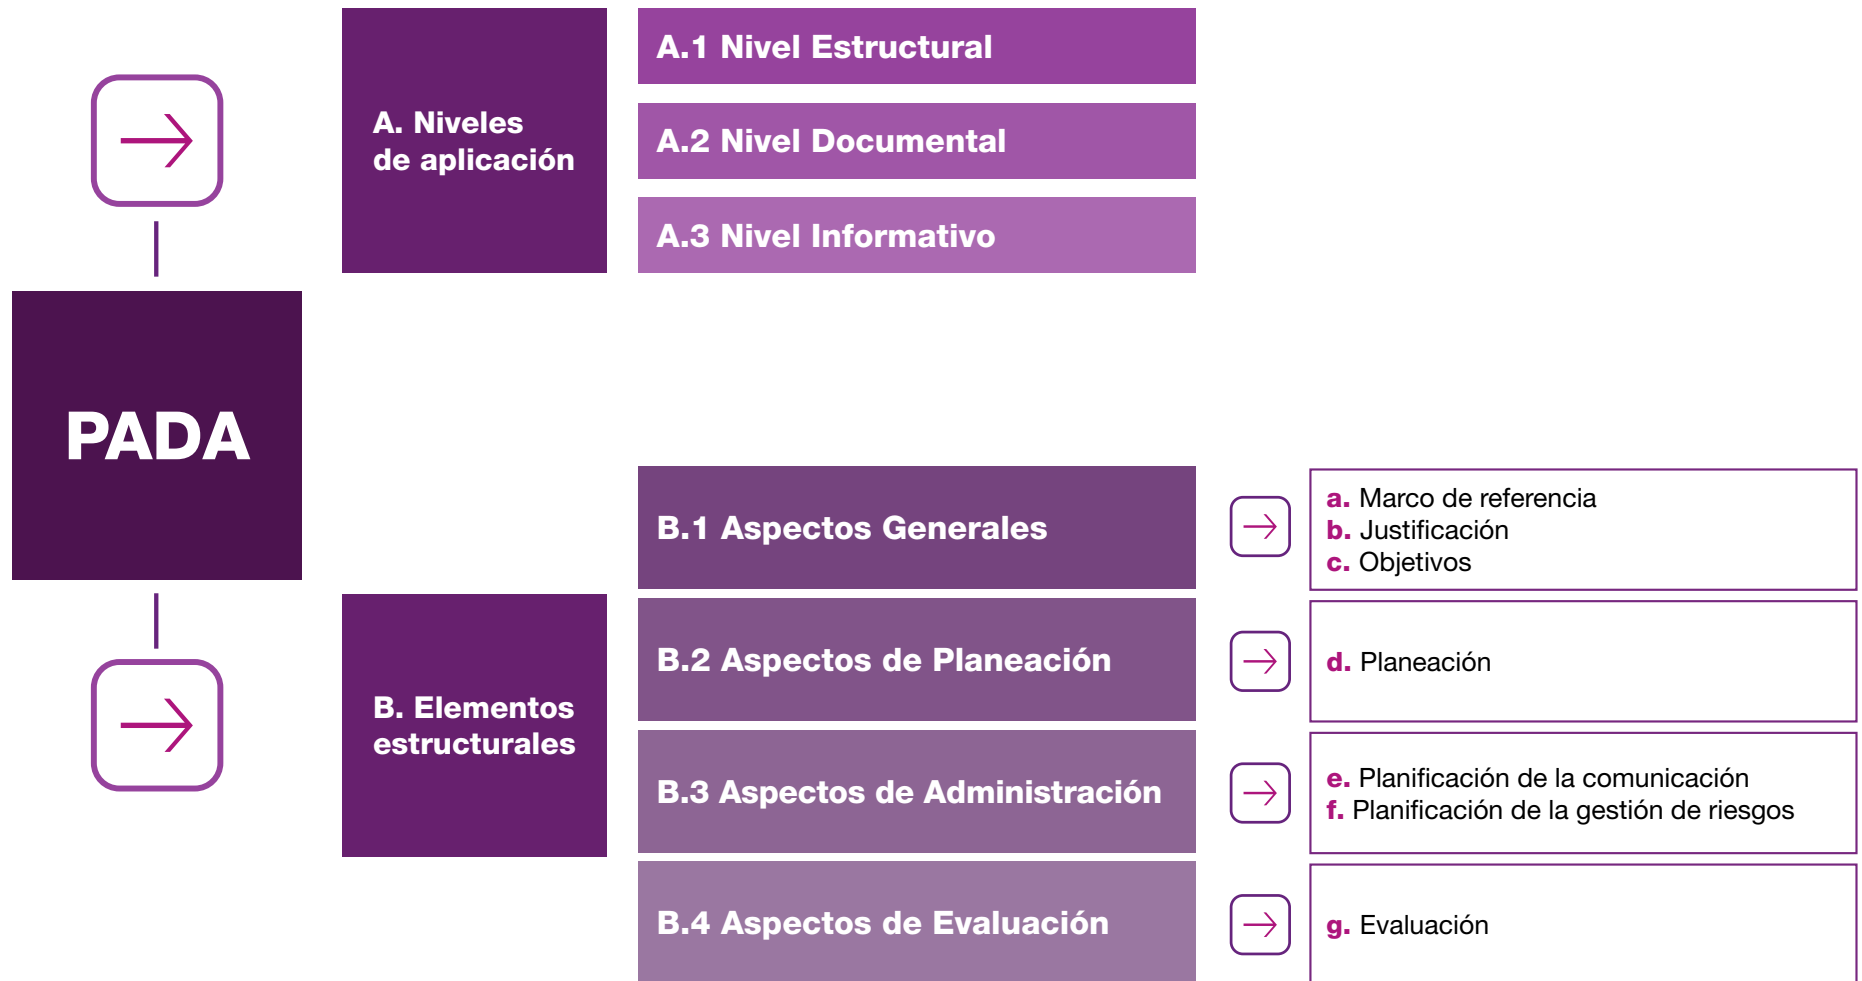 PADA
A. Niveles
de aplicación
A.1 Nivel Estructural
A.2 Nivel Documental
A.3 Nivel Informativo
B. Elementos
estructurales
B.1 Aspectos Generales
a. Marco de referencia
b. Justificación
c. Objetivos
B.2 Aspectos de Planeación
d. Planeación
B.3 Aspectos de Administración
e. Planificación de la comunicación
f. Planificación de la gestión de riesgos
B.4 Aspectos de Evaluación
g. Evaluación